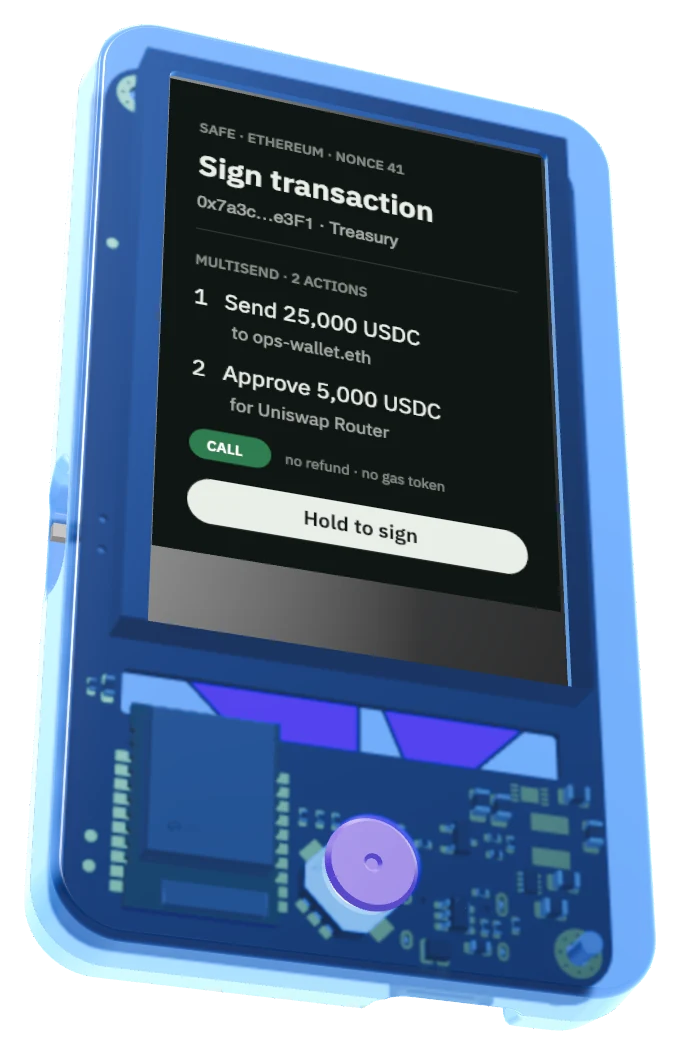 SAFE · ETHEREUM · NONCE 41
Sign transaction
0x7a3c...e3F1 · Treasury
MULTISEND · 2 ACTIONS
1 Send 25,000 USDC
to ops-wallet.eth
2 Approve 5,000 USDC
for Uniswap Router
CALL no refund · no gas token
Hold to sign